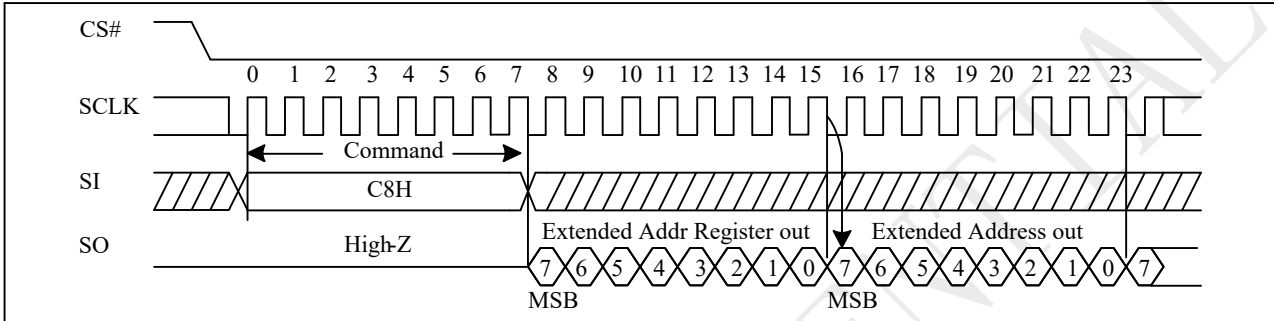 CS#
0 1 2 3 4 5 6 7 8 9 10 11 12 13 14 15 16 17 18 19 20 21 22 23
SCLK
Command
SI
C8H
SO
High-Z
Extended Addr Register out
Extended Address out
7 6 5 4 3 2 1 0 7 6 5 4 3 2 1 0 7
MSB
MSB